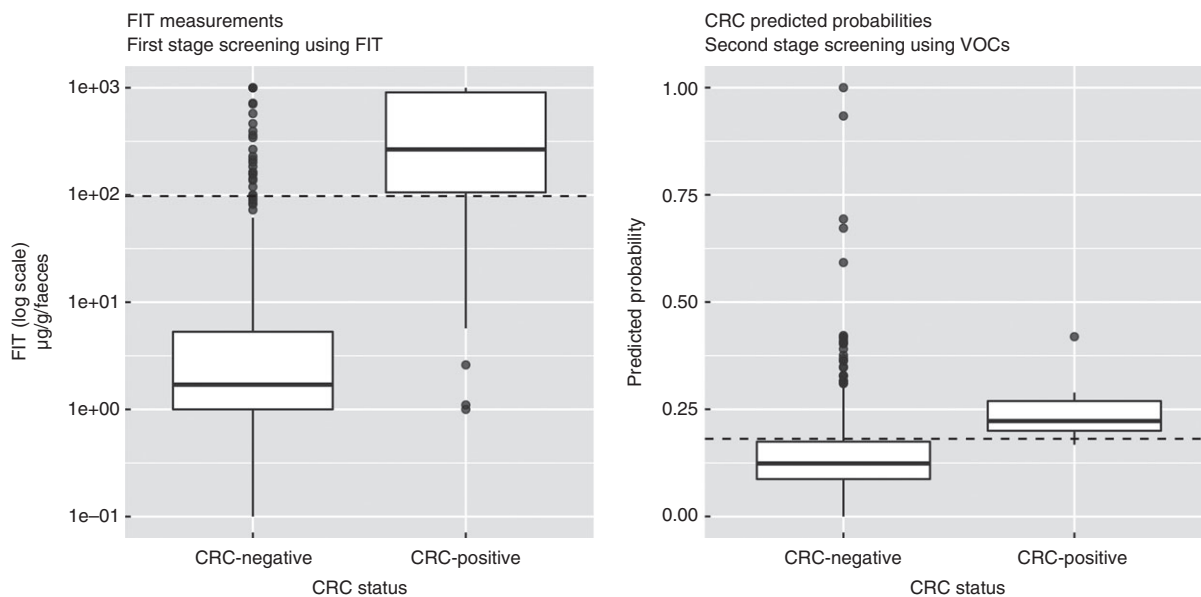 FIT measurements
First stage screening using FIT
1e+03
1e+02
1e+01
1e+00
1e−01
FIT (log scale)
µg/g/faeces
CRC-negative
CRC-positive
CRC status
CRC predicted probabilities
Second stage screening using VOCs
1.00
0.75
0.50
0.25
0.00
Predicted probability
CRC-negative
CRC-positive
CRC status